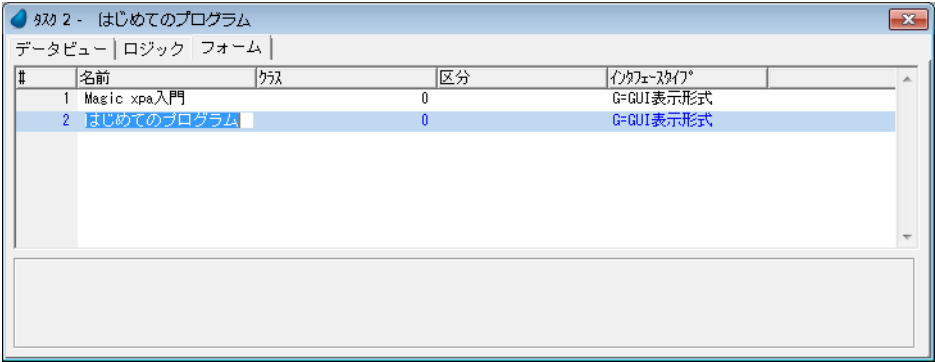 タスク 2 - はじめてのプログラム
データビュー ロジック フォーム
# 名前 クラス 区分 インタフェースタイプ
1 Magic xpa入門 0 G=GUI表示形式
2 はじめてのプログラム 0 G=GUI表示形式